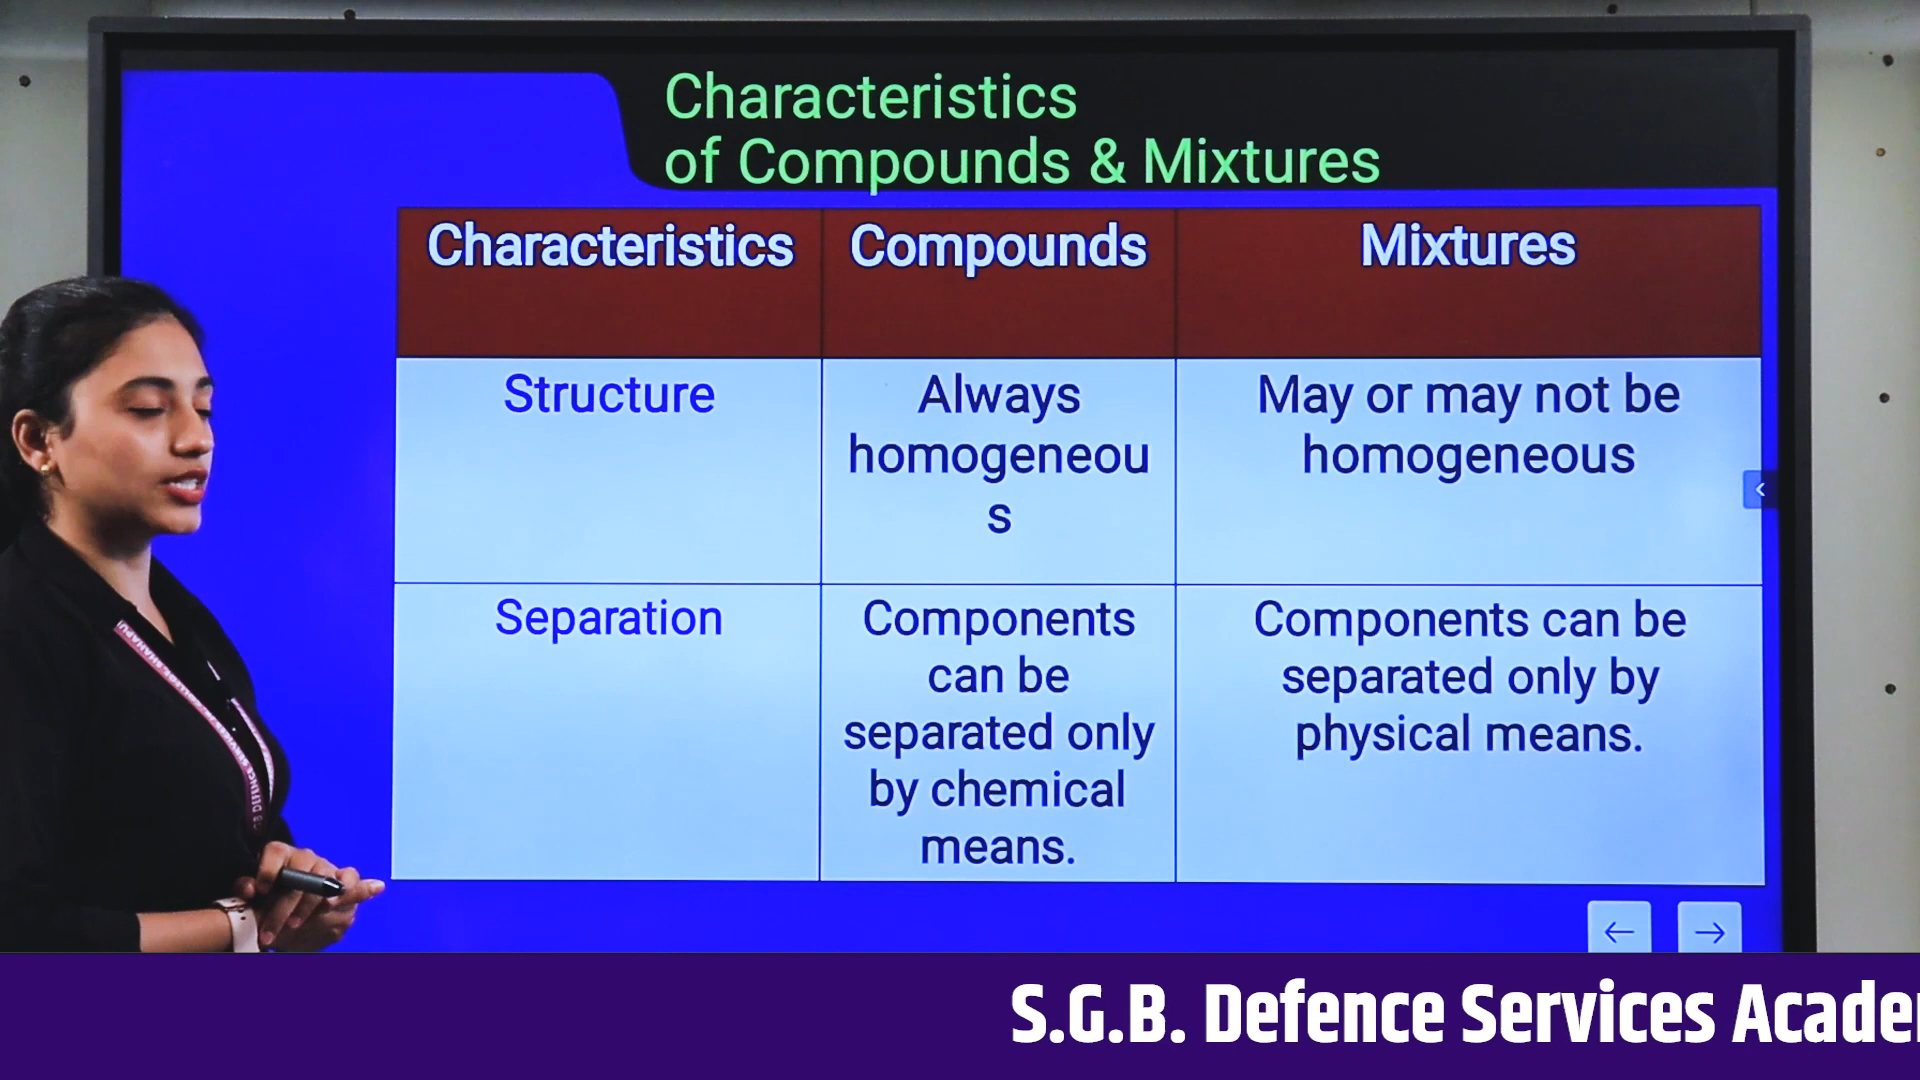 Characteristics
of Compounds & Mixtures
Characteristics
Compounds
Mixtures
Structure
Always
homogeneou
s
May or may not be
homogeneous
Separation
Components
can be
separated only
by chemical
means.
Components can be
separated only by
physical means.
S.G.B. Defence Services Acade